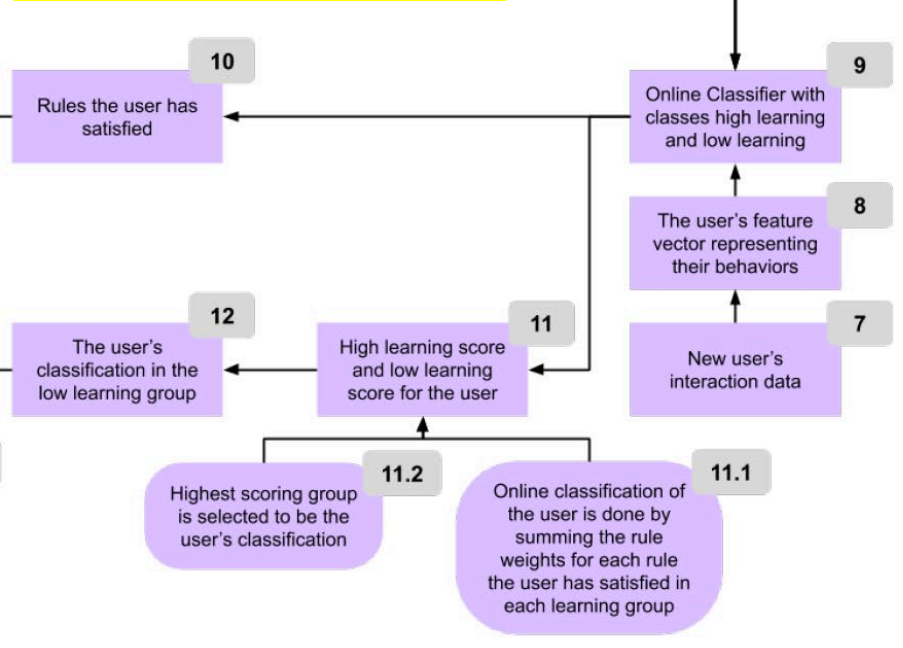 10
Rules the user has
satisfied
9
Online Classifier with
classes high learning
and low learning
8
The user's feature
vector representing
their behaviors
12
The user's
classification in the
low learning group
11
High learning score
and low learning
score for the user
7
New user's
interaction data
11.2
Highest scoring group
is selected to be the
user's classification
11.1
Online classification of
the user is done by
summing the rule
weights for each rule
the user has satisfied in
each learning group